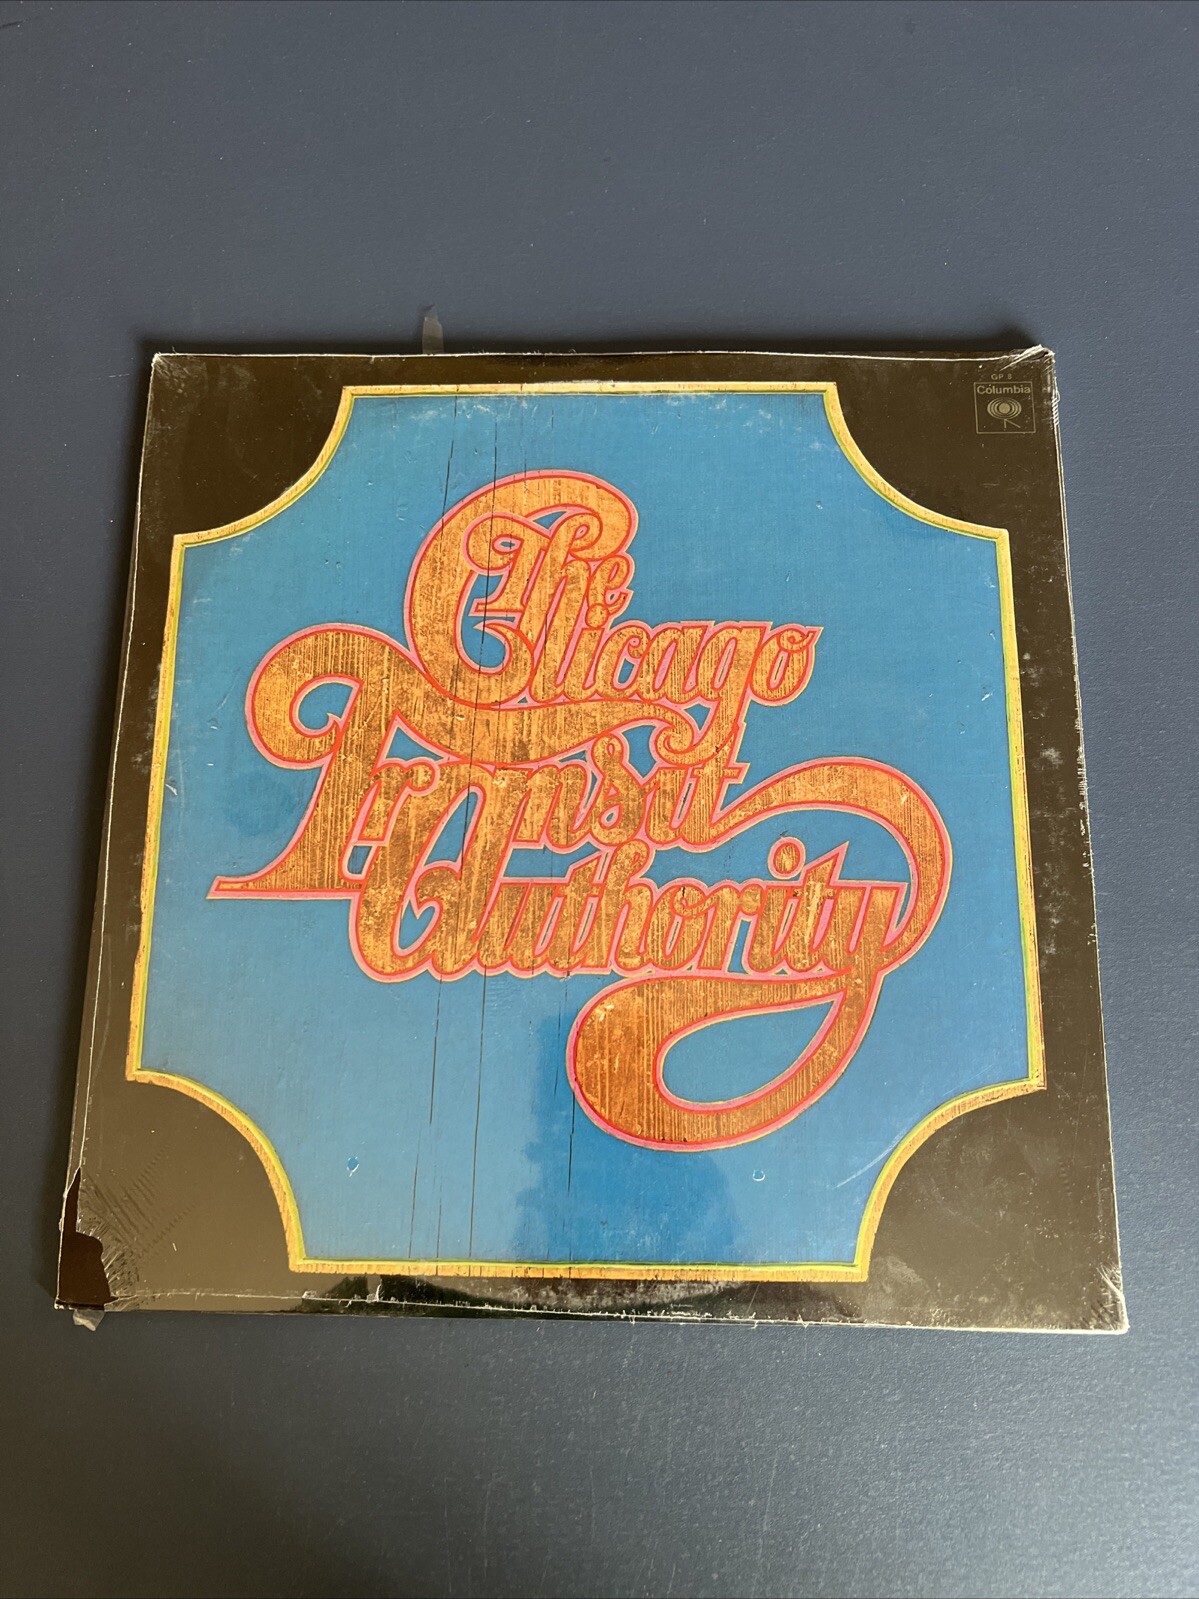 GP 8
Columbia
The
Chicago
Transit
Authority